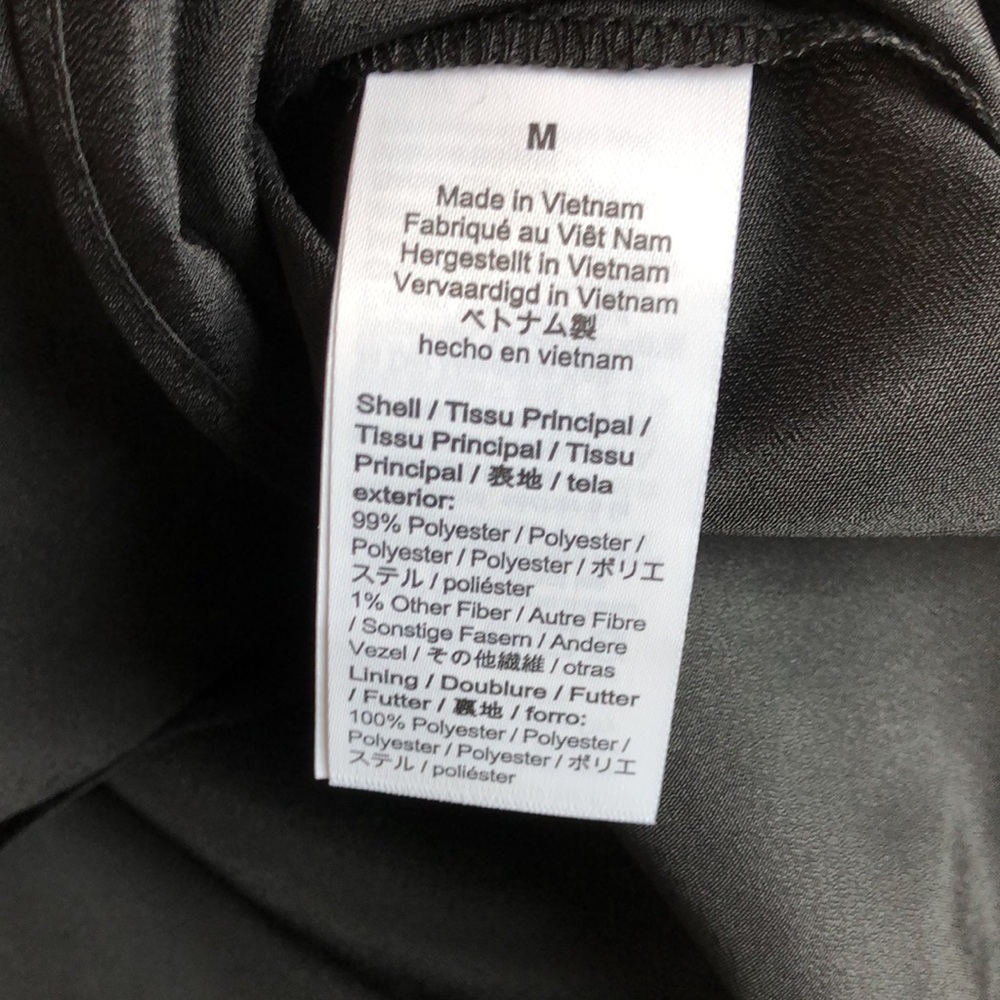 M
Made in Vietnam
Fabriqué au Viêt Nam
Hergestellt in Vietnam
Vervaardigd in Vietnam
ベトナム製
hecho en vietnam
Shell / Tissu Principal /
Tissu Principal / Tissu
Principal / 表地 / tela
exterior:
99% Polyester / Polyester /
Polyester / Polyester / ポリエ
ステル / poliéster
1% Other Fiber / Autre Fibre
/ Sonstige Fasern / Andere
Vezel / その他繊維 / otras
Lining / Doublure / Futter
/ Futter / 裏地 / forro:
100% Polyester / Polyester /
Polyester / Polyester / ポリエ
ステル / poliéster